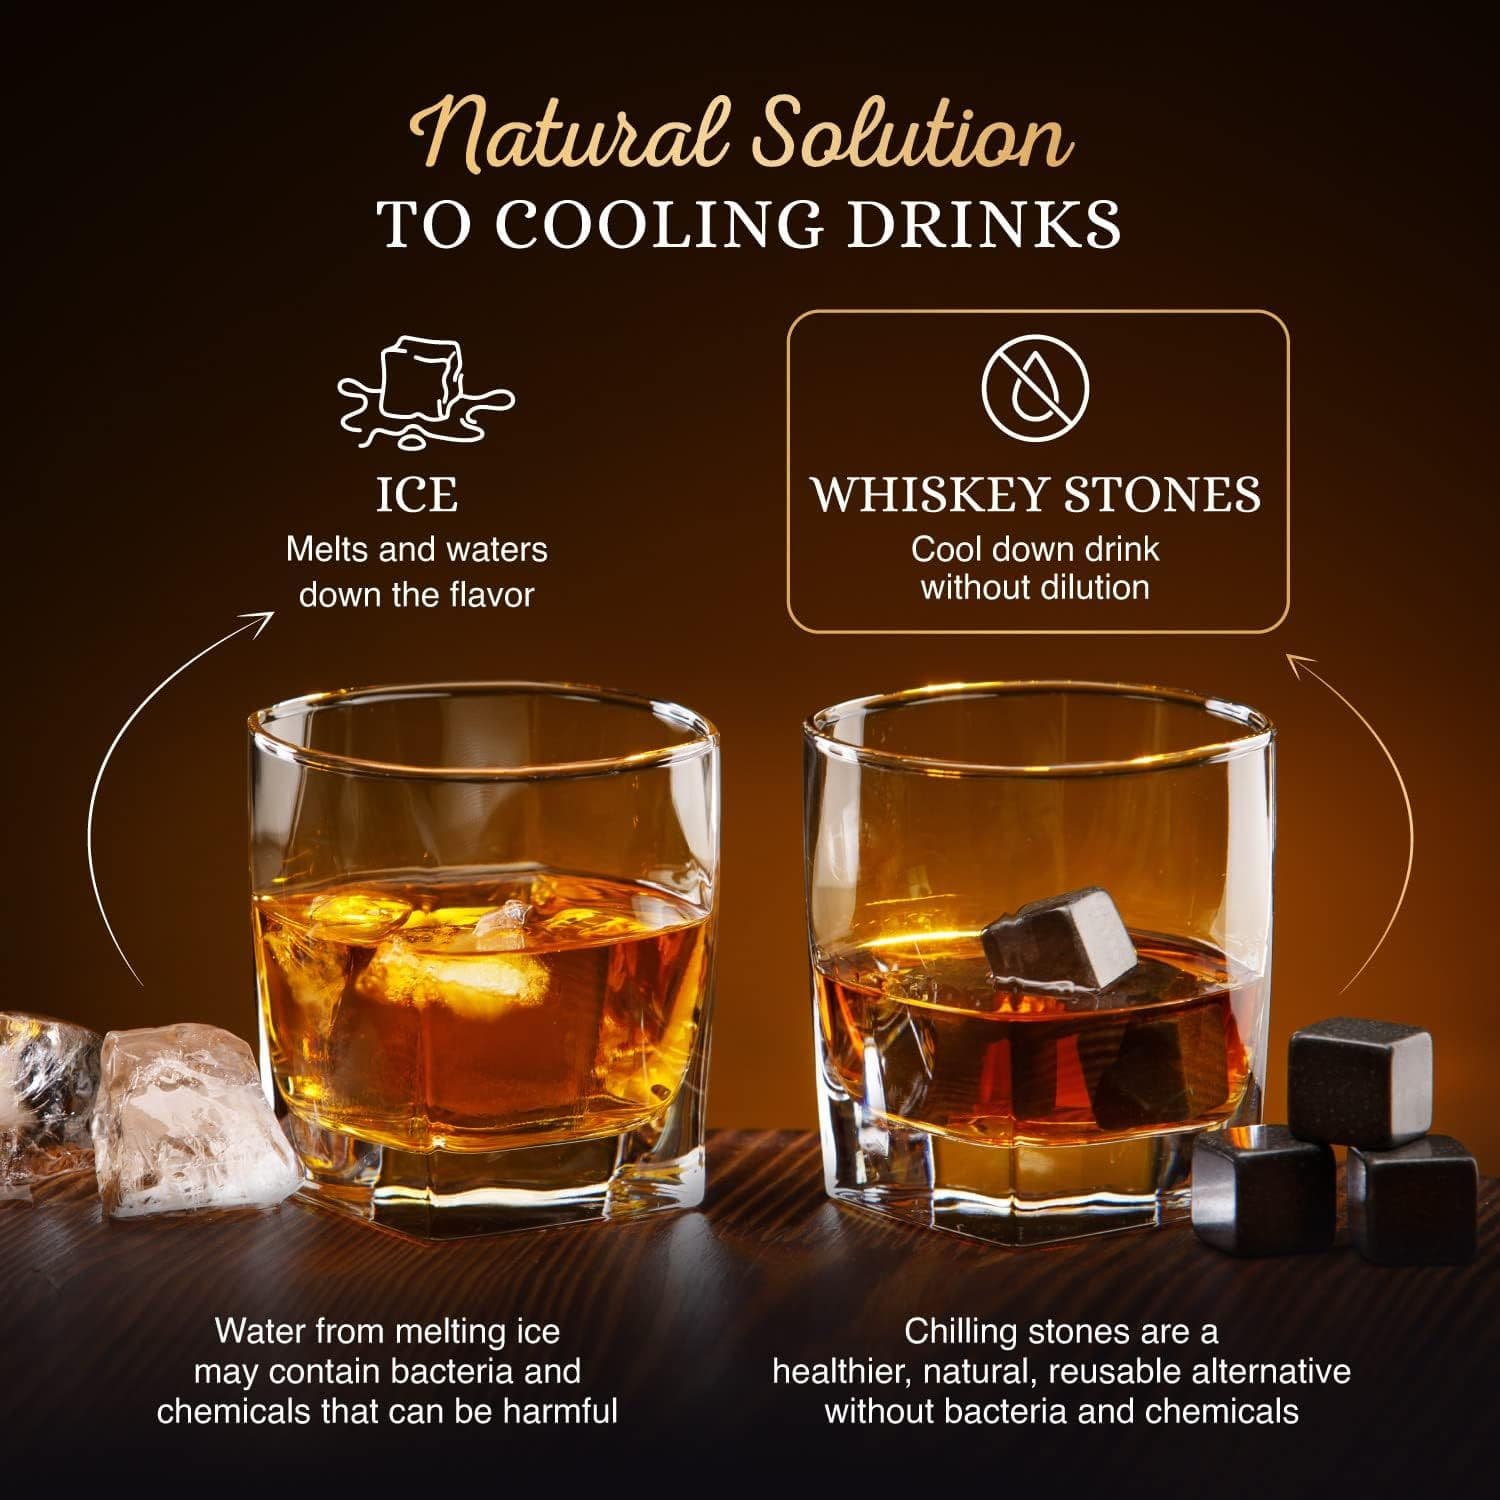 Natural Solution
TO COOLING DRINKS
ICE
Melts and waters
down the flavor
WHISKEY STONES
Cool down drink
without dilution
Water from melting ice
may contain bacteria and
chemicals that can be harmful
Chilling stones are a
healthier, natural, reusable alternative
without bacteria and chemicals